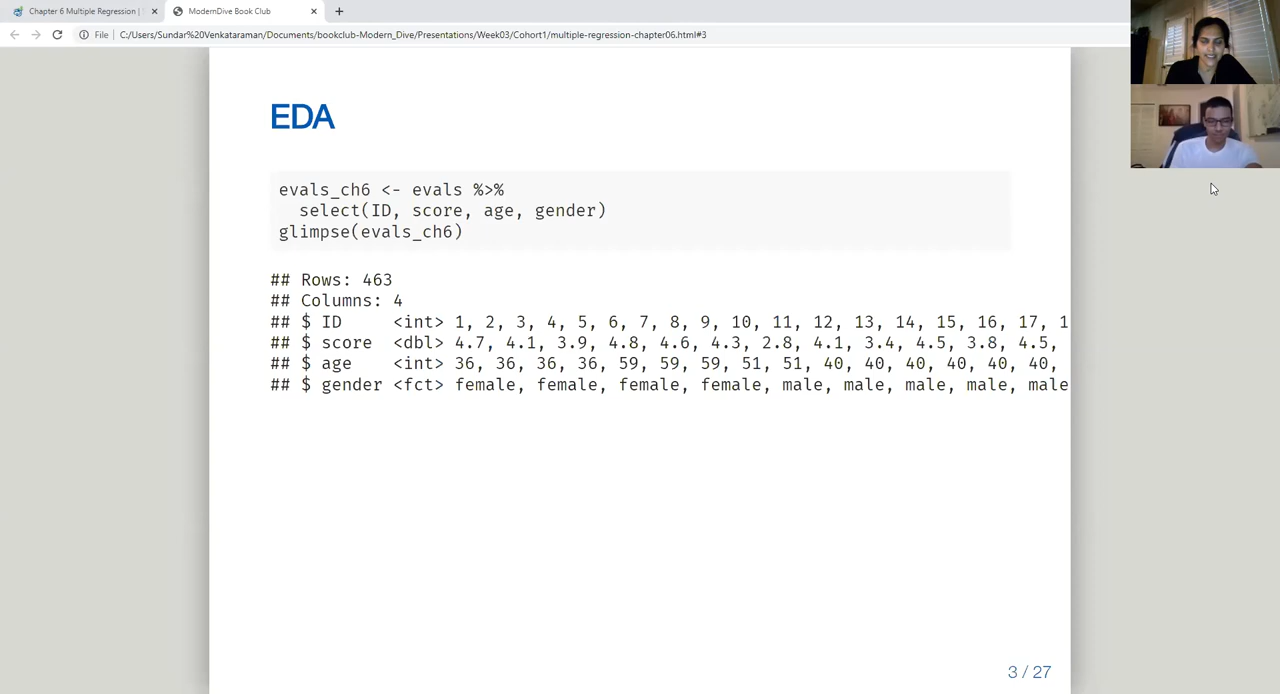 Chapter 6 Multiple Regression |
ModernDive Book Club
File
C:/Users/Sundar%20Venkataraman/Documents/bookclub-Modern_Dive/Presentations/Week03/Cohort1/multiple-regression-chapter06.html#3
EDA
evals_ch6 <- evals %>%
select(ID, score, age, gender)
glimpse(evals_ch6)
## Rows: 463
## Columns: 4
## $ ID <int> 1, 2, 3, 4, 5, 6, 7, 8, 9, 10, 11, 12, 13, 14, 15, 16, 17, 1
## $ score <dbl> 4.7, 4.1, 3.9, 4.8, 4.6, 4.3, 2.8, 4.1, 3.4, 4.5, 3.8, 4.5,
## $ age <int> 36, 36, 36, 36, 59, 59, 59, 51, 51, 40, 40, 40, 40, 40, 40,
## $ gender <fct> female, female, female, female, male, male, male, male, male
3 / 27